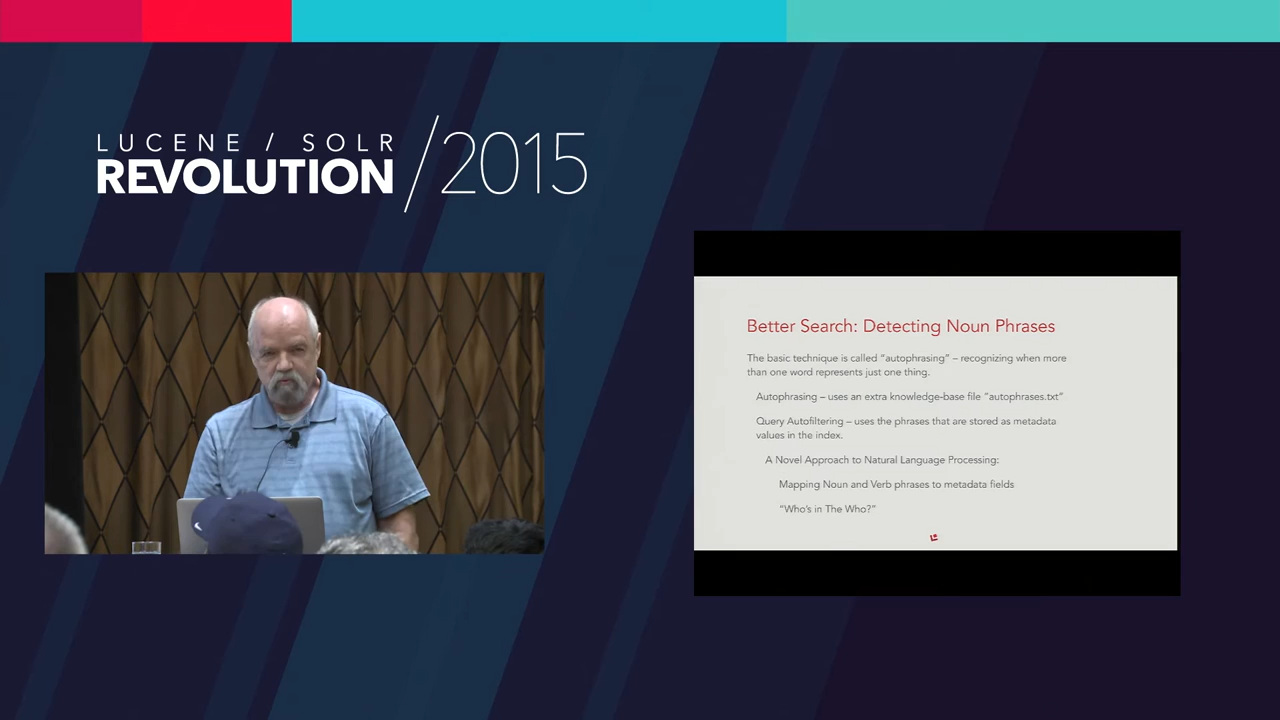 LUCENE / SOLR
REVOLUTION
/2015
Better Search: Detecting Noun Phrases
The basic technique is called “autophrasing” – recognizing when more
than one word represents just one thing.
Autophrasing – uses an extra knowledge-base file “autophrases.txt”
Query Autofiltering – uses the phrases that are stored as metadata
values in the index.
A Novel Approach to Natural Language Processing:
Mapping Noun and Verb phrases to metadata fields
“Who’s in The Who?”